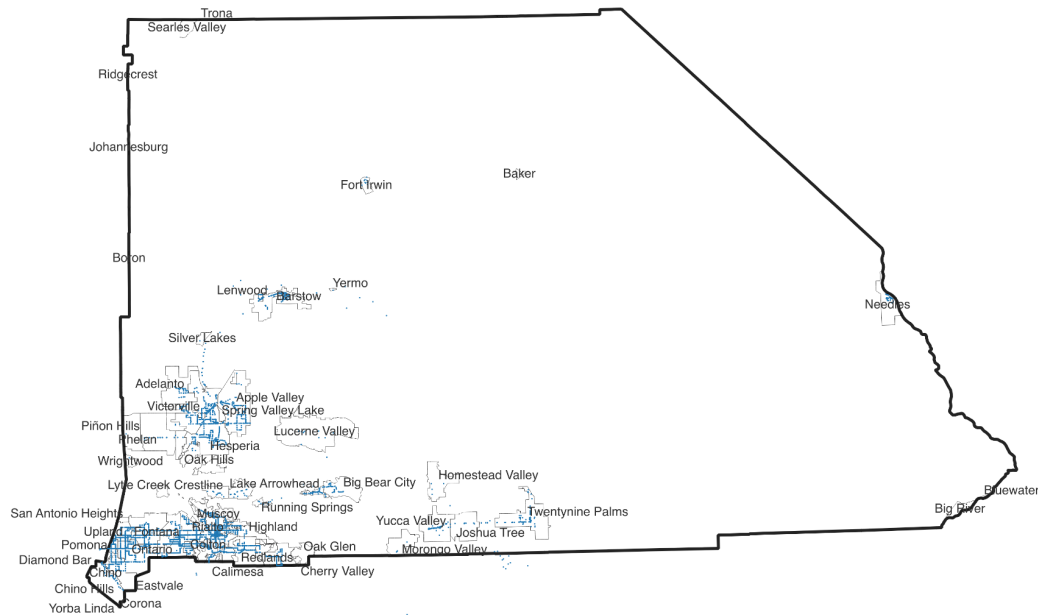 Trona
Searles Valley
Ridgecrest
Johannesburg
Baker
Fort Irwin
Boron
Yermo
Lenwood
Barstow
Needles
Silver Lakes
Adelanto
Apple Valley
Victorville
Spring Valley Lake
Piñon Hills
Lucerne Valley
Phelan
Hesperia
Wrightwood
Oak Hills
Homestead Valley
Lytle Creek Crestline
Lake Arrowhead
Big Bear City
Bluewater
Running Springs
Big River
San Antonio Heights
Muscoy
Twentynine Palms
Yucca Valley
Rialto
Highland
Upland
Fontana
Joshua Tree
Pomona
Colton
Oak Glen
Ontario
Morongo Valley
Diamond Bar
Redlands
Chino
Calimesa
Cherry Valley
Chino Hills
Eastvale
Corona
Yorba Linda